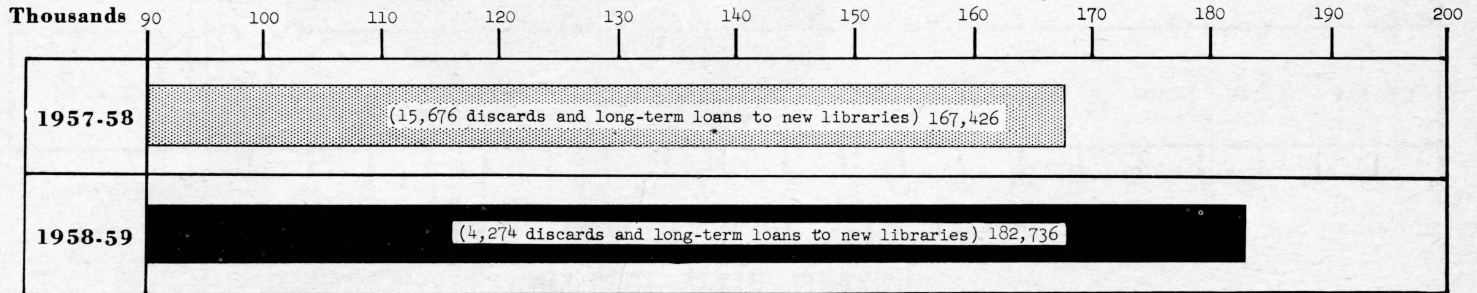 Thousands 90 100 110 120 130 140 150 160 170 180 190 200
1957-58 (15,676 discards and long-term loans to new libraries) 167,426
1958-59 (4,274 discards and long-term loans to new libraries) 182,736